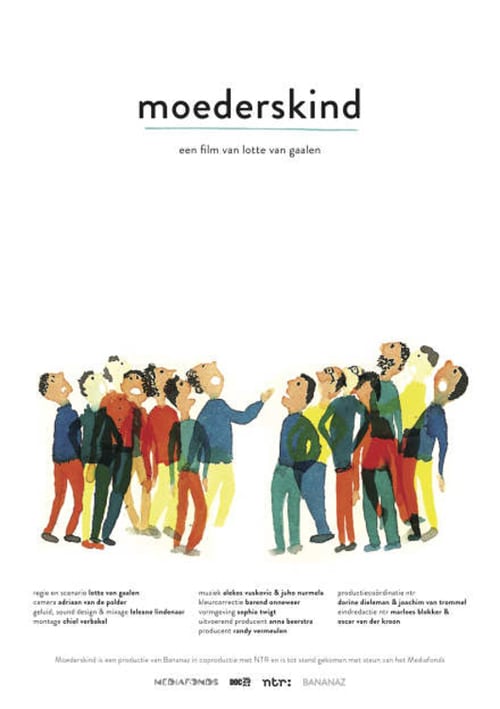 moederskind
een film van lotte van gaalen
regie en scenario lotte van gaalen
camera adriaan van de polder
geluid, sound design & mixage lelesne lindenaar
montage chiel verbakel
muziek aleksa vuskovic & juho nurmela
kleurcorrectie barend onneweer
vormgeving sophia twigt
uitvoerend producent anna beerstra
producent randy vermeulen
productiecoördinatie ntr
dorine dieleman & joachim van trommel
eindredactie ntr marloes blokker &
oscar van der kroon
Moederskind is een productie van Bananaz in coproductie met NTR en is tot stand gekomen met steun van het Mediafonds
MEDIAFONDS
ntr:
BANANAZ